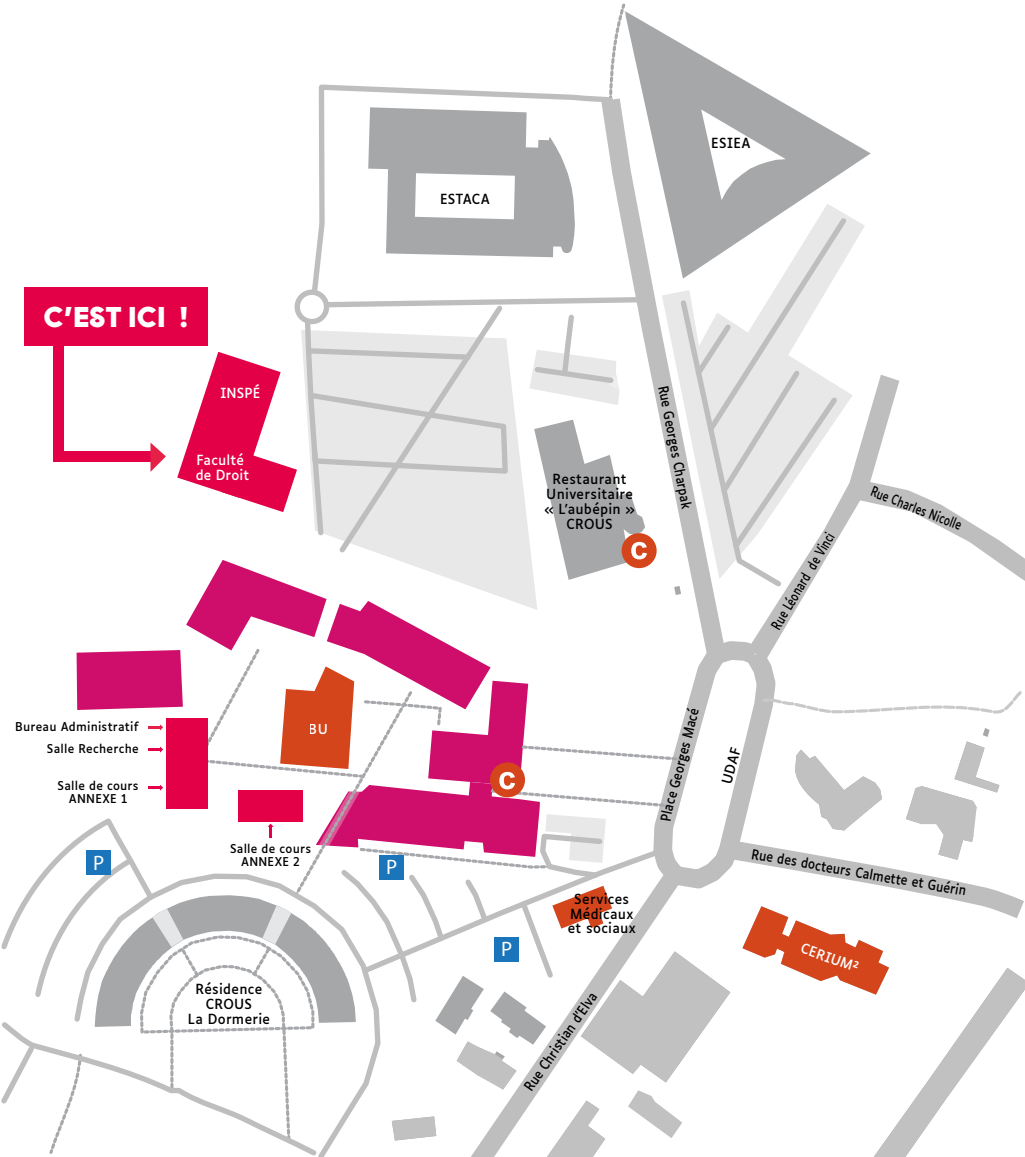 ESIEA
ESTACA
C'EST ICI !
INSPÉ
Faculté
de Droit
Rue Georges Charpak
Restaurant
Universitaire
« L'aubépin »
CROUS
C
Rue Charles Nicolle
Rue Léonard de Vinci
BU
Bureau Administratif
Salle Recherche
Salle de cours
ANNEXE 1
Place Georges Macé
UDAF
C
Salle de cours
ANNEXE 2
P
P
Rue des docteurs Calmette et Guérin
Services
Médicaux
et sociaux
P
CERIUM²
Résidence
CROUS
La Dormerie
Rue Christian d'Elva